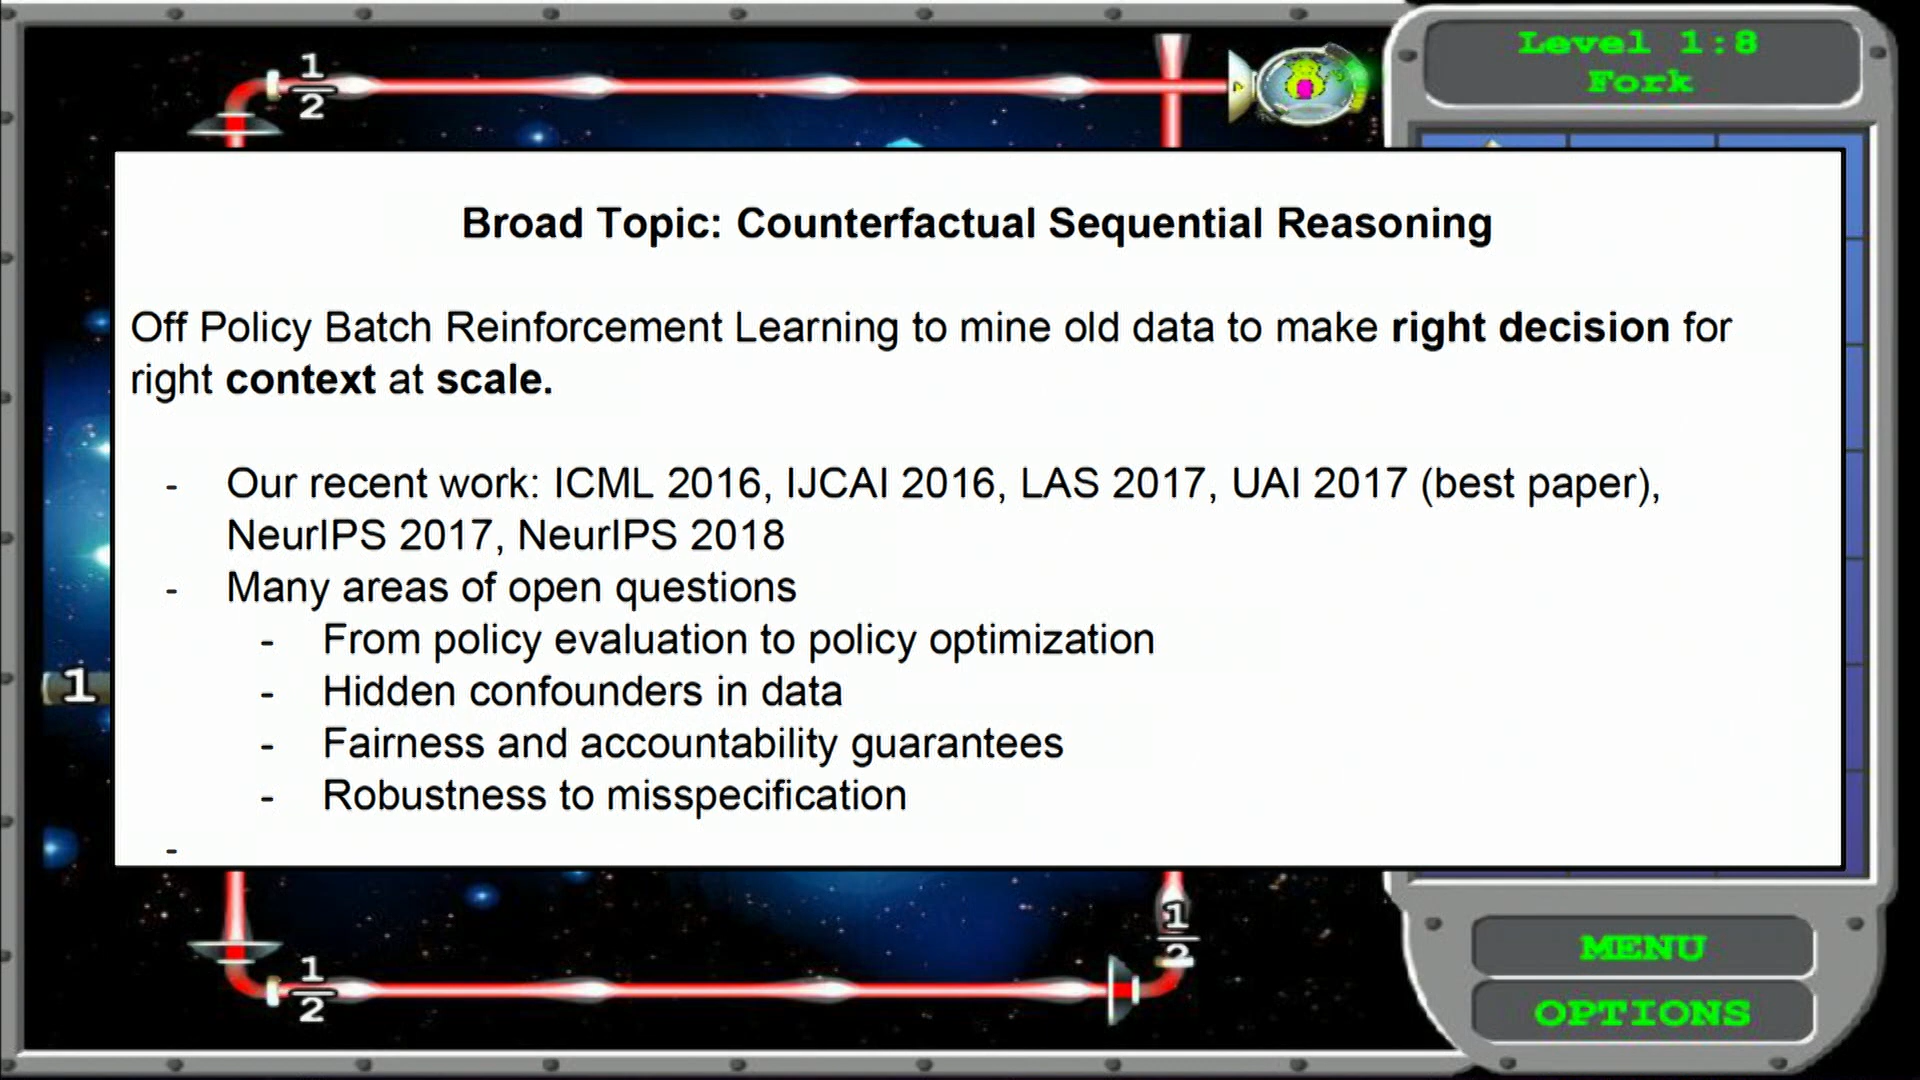 Level 1:8
Fork
1
2
Broad Topic: Counterfactual Sequential Reasoning
Off Policy Batch Reinforcement Learning to mine old data to make right decision for
right context at scale.
- Our recent work: ICML 2016, IJCAI 2016, LAS 2017, UAI 2017 (best paper),
NeurIPS 2017, NeurIPS 2018
- Many areas of open questions
- From policy evaluation to policy optimization
- Hidden confounders in data
- Fairness and accountability guarantees
- Robustness to misspecification
-
1
1
2
1
2
MENU
OPTIONS